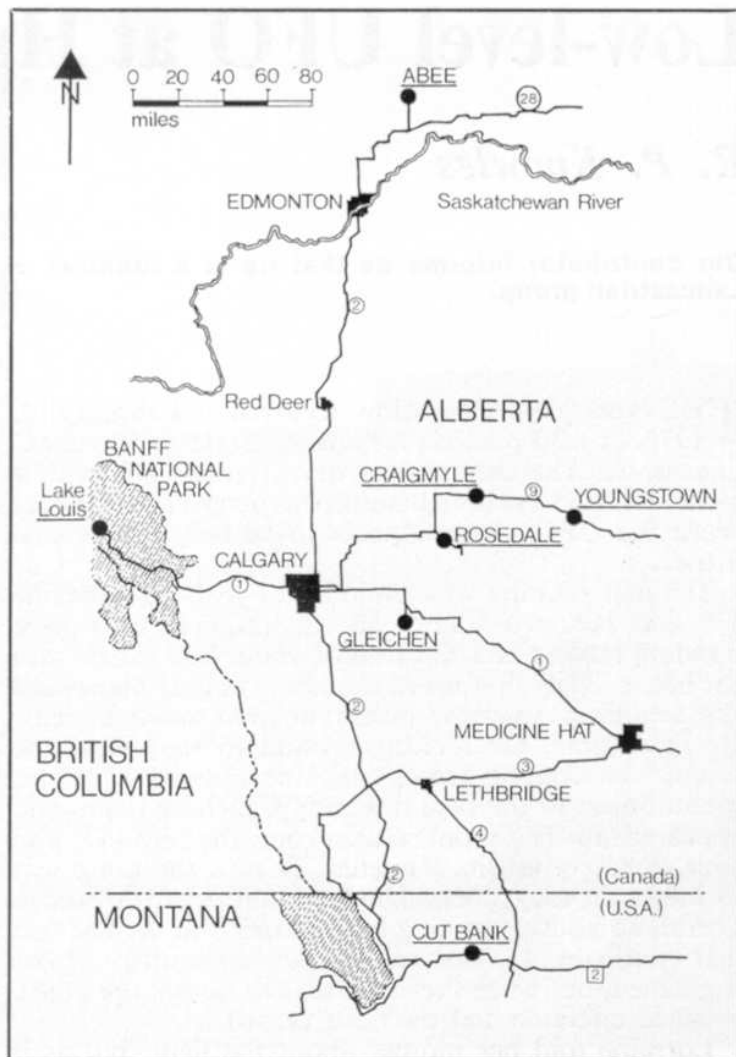 N
0 20 40 60 80
miles
ABEE
28
EDMONTON
Saskatchewan River
2
Red Deer
ALBERTA
BANFF
NATIONAL
PARK
Lake
Louis
CRAIGMYLE
9
YOUNGSTOWN
ROSEDALE
CALGARY
1
GLEICHEN
1
2
MEDICINE HAT
BRITISH
COLUMBIA
3
LETHBRIDGE
4
2
(Canada)
(U.S.A.)
MONTANA
CUT BANK
2